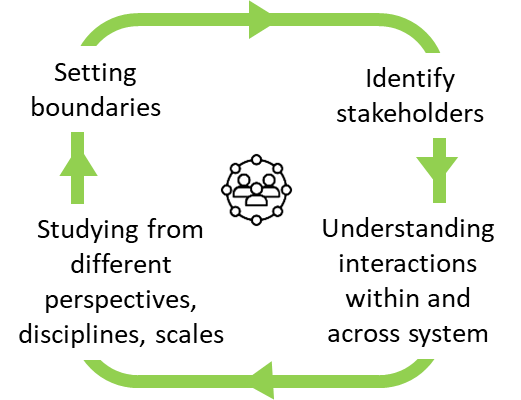 Setting
boundaries
Identify
stakeholders
Understanding
interactions
within and
across system
Studying from
different
perspectives,
disciplines, scales